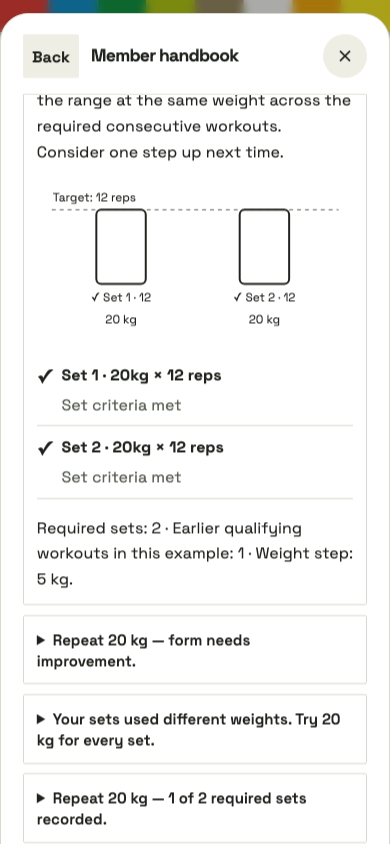 Back Member handbook ×
the range at the same weight across the
required consecutive workouts.
Consider one step up next time.
Target: 12 reps
✓ Set 1 · 12 ✓ Set 2 · 12
20 kg 20 kg
✓ Set 1 · 20kg × 12 reps
Set criteria met
✓ Set 2 · 20kg × 12 reps
Set criteria met
Required sets: 2 · Earlier qualifying
workouts in this example: 1 · Weight step:
5 kg.
▶ Repeat 20 kg — form needs
improvement.
▶ Your sets used different weights. Try 20
kg for every set.
▶ Repeat 20 kg — 1 of 2 required sets
recorded.